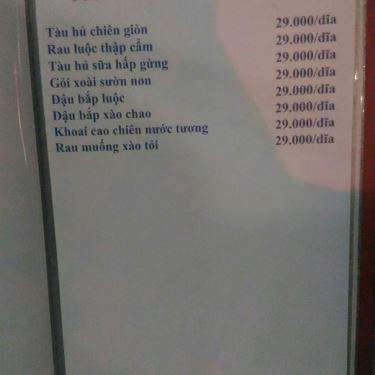 Tàu hủ chiên giòn 29.000/dĩa
Rau luộc thập cẩm 29.000/dĩa
Tàu hủ sữa hấp gừng 29.000/dĩa
Gỏi xoài sườn non 29.000/dĩa
Đậu bắp luộc 29.000/dĩa
Đậu bắp xào chao 29.000/dĩa
Khoai cao chiên nước tương 29.000/dĩa
Rau muống xào tỏi 29.000/dĩa